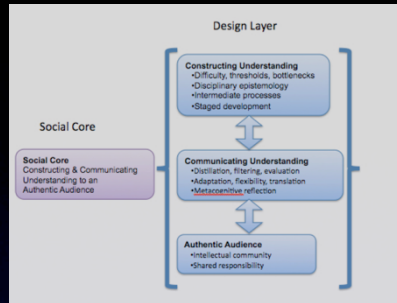 Design Layer
Constructing Understanding
•Difficulty, thresholds, bottlenecks
•Disciplinary epistemology
•Intermediate processes
•Staged development
Social Core
Social Core
Constructing & Communicating
Understanding to an
Authentic Audience
Communicating Understanding
•Distillation, filtering, evaluation
•Adaptation, flexibility, translation
•Metacognitive reflection
Authentic Audience
•Intellectual community
•Shared responsibility